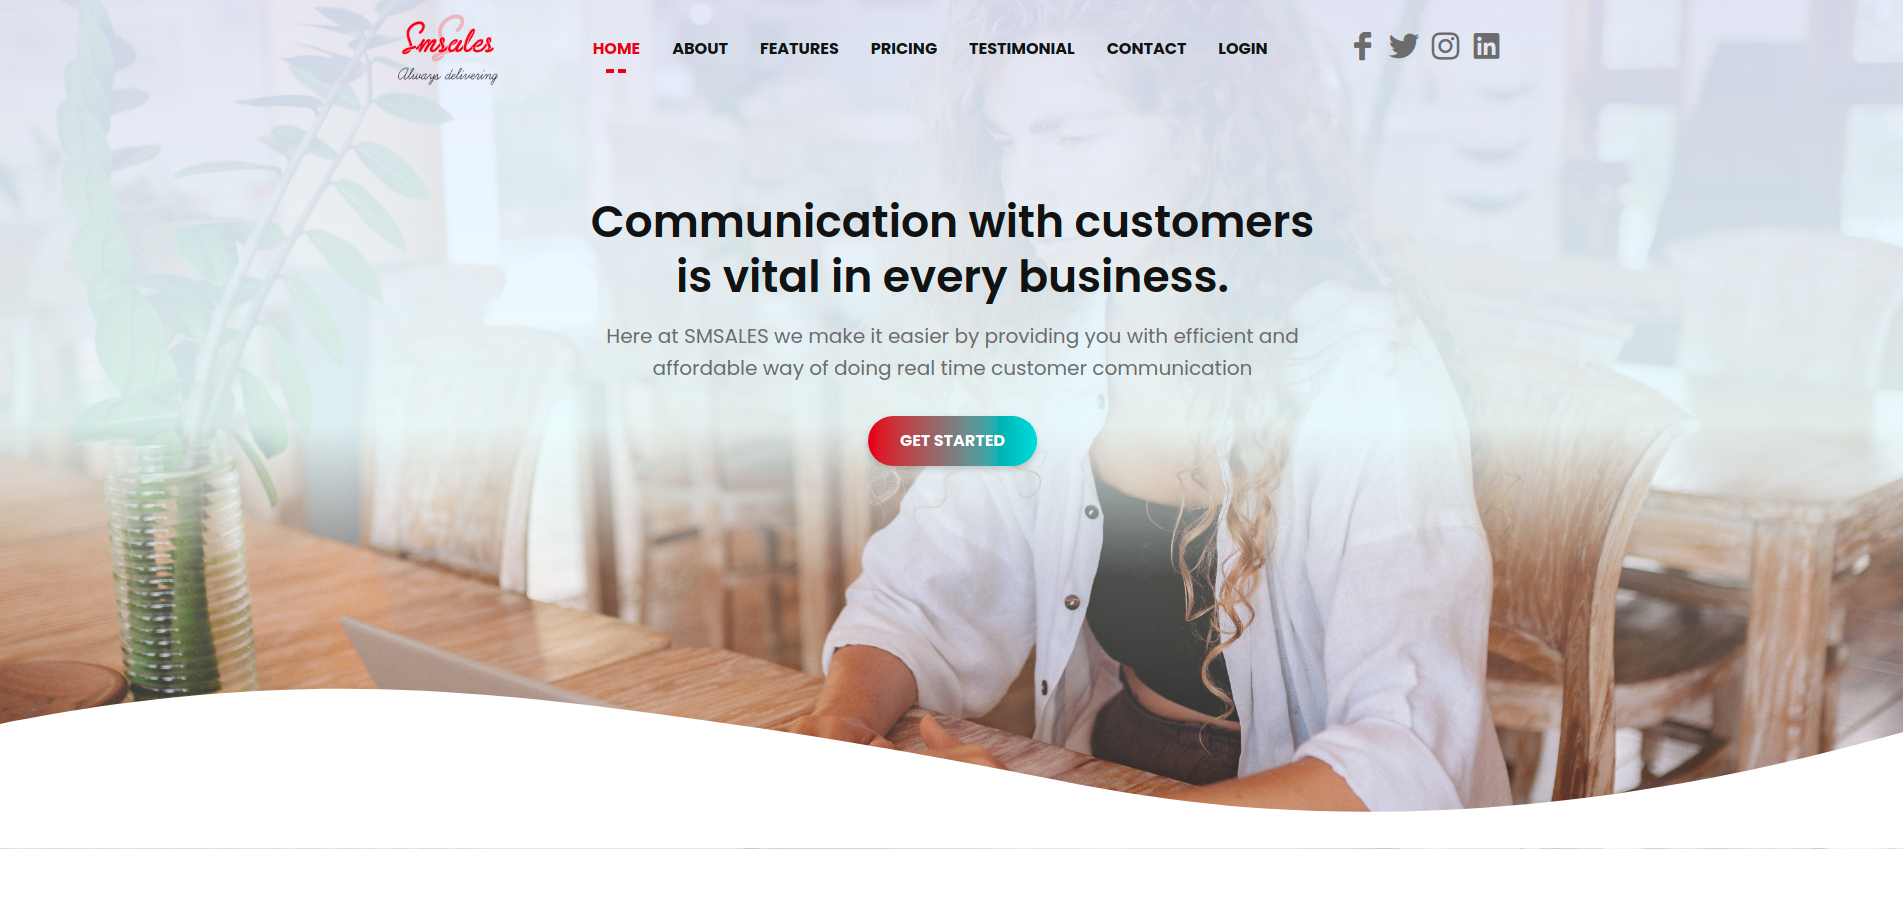 Smsales
Always delivering
HOME ABOUT FEATURES PRICING TESTIMONIAL CONTACT LOGIN
Communication with customers
is vital in every business.
Here at SMSALES we make it easier by providing you with efficient and
affordable way of doing real time customer communication
GET STARTED